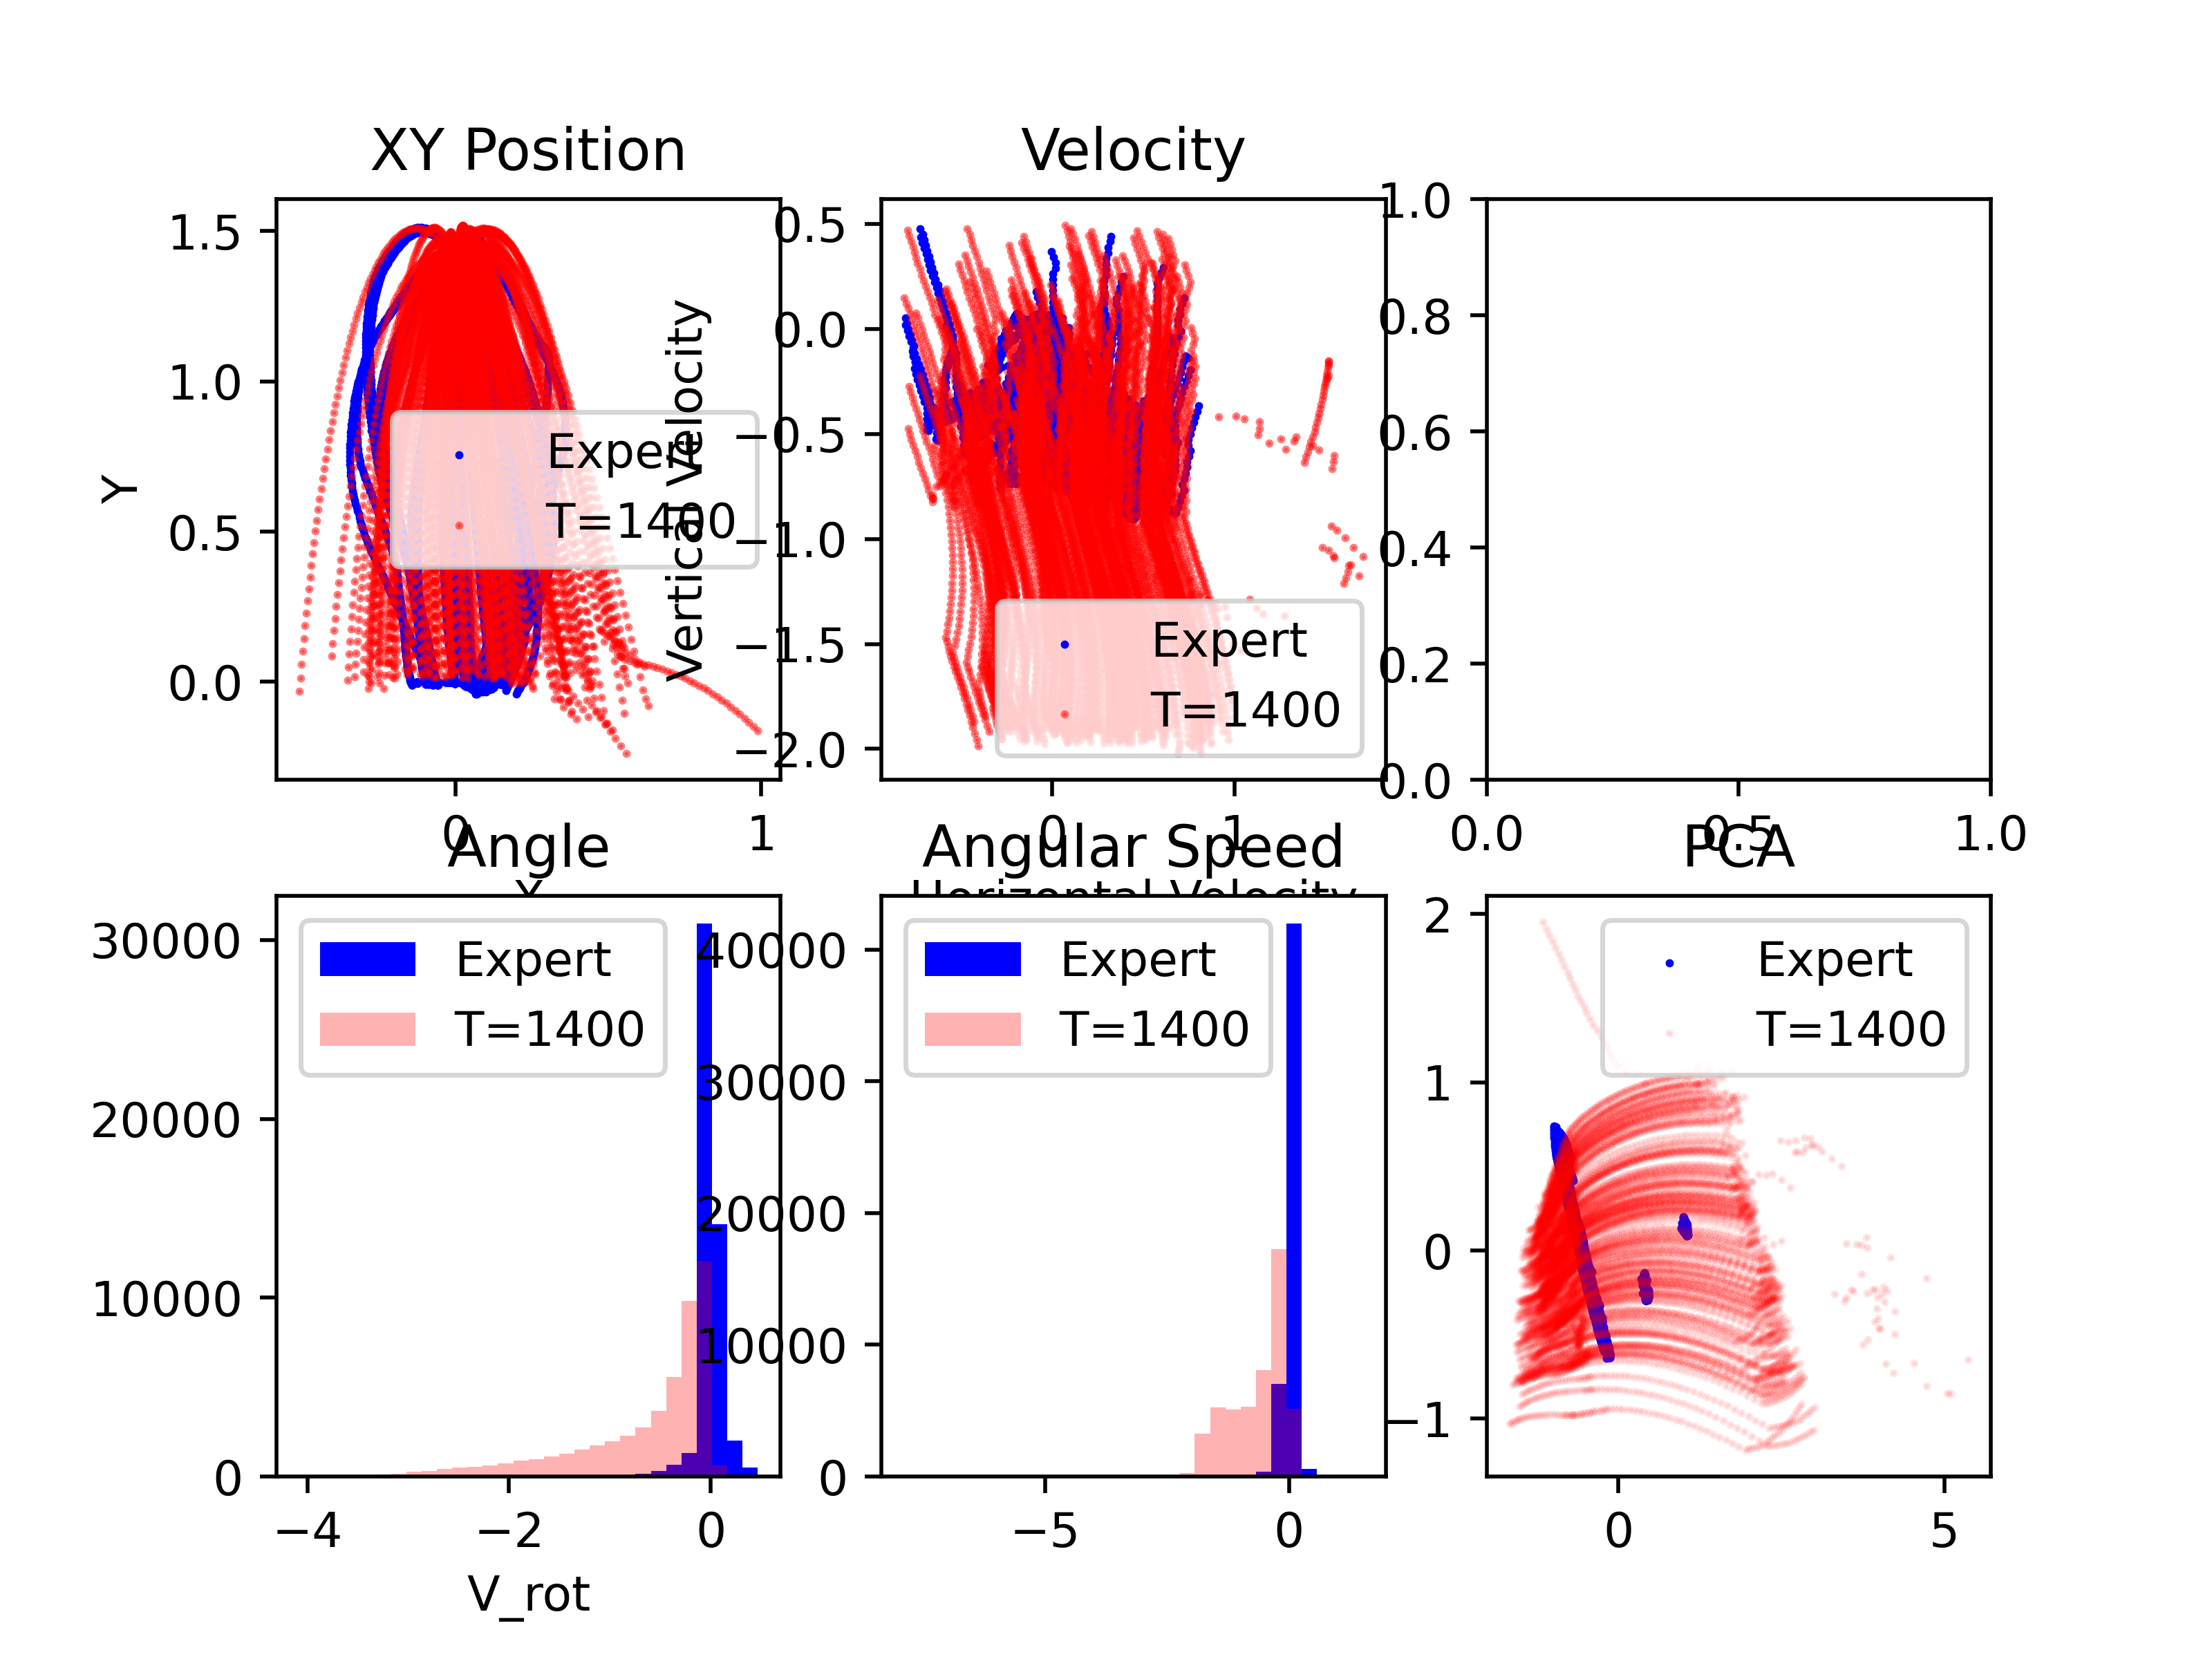 XY Position
Velocity
Y
1.5
1.0
0.5
0.0
Expert
T=1400
0
1
X
Vertical Velocity
0.5
0.0
−0.5
−1.0
−1.5
−2.0
Expert
T=1400
0
1
Horizontal Velocity
1.0
0.8
0.6
0.4
0.2
0.0
0.0
0.5
1.0
Angle
Angular Speed
PCA
30000
20000
10000
0
Expert
T=1400
−4
−2
0
V_rot
40000
30000
20000
10000
0
Expert
T=1400
−5
0
2
1
0
−1
Expert
T=1400
0
5